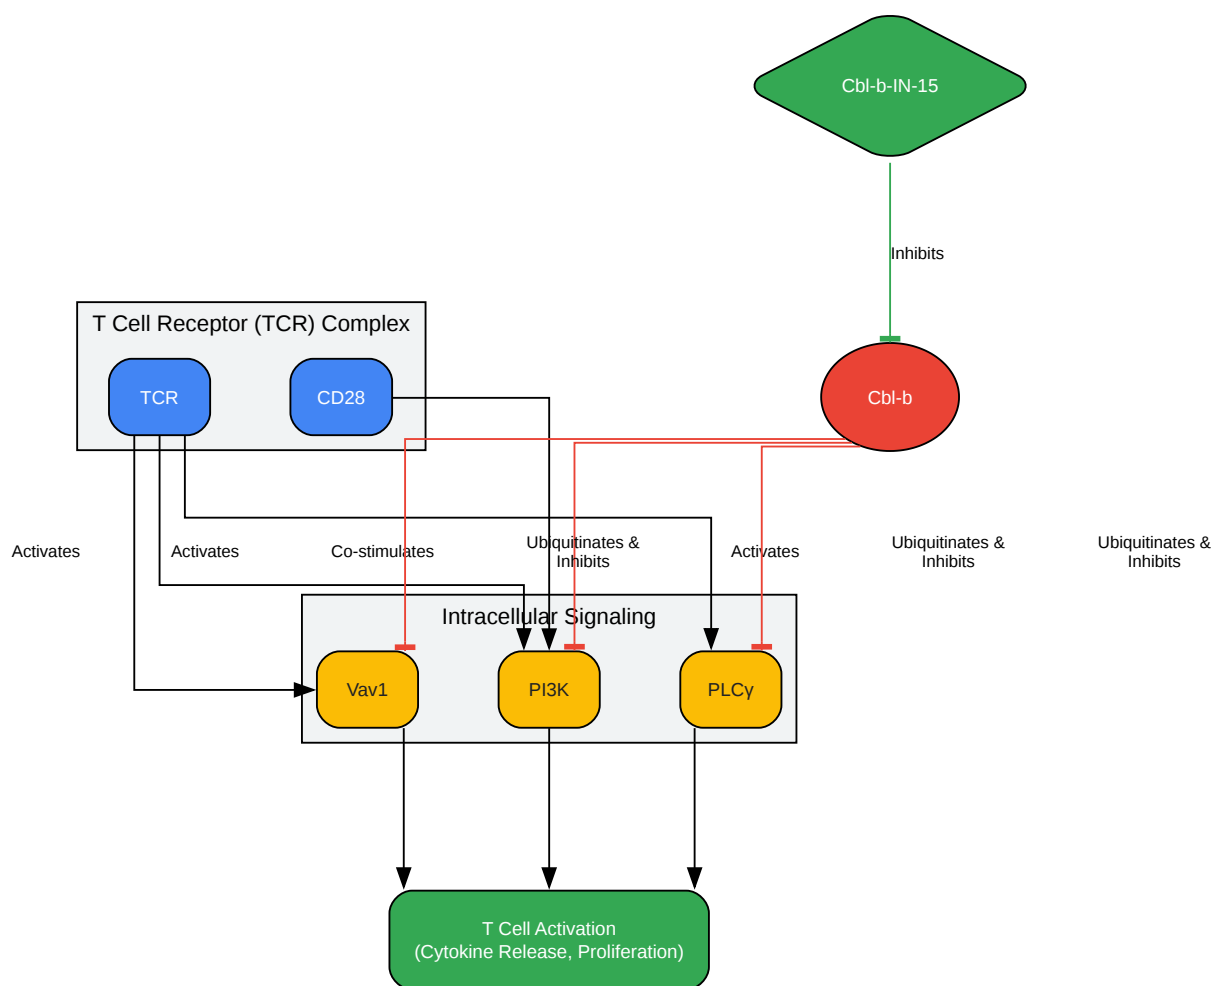 Cbl-b-IN-15
Inhibits
T Cell Receptor (TCR) Complex
TCR
CD28
Cbl-b
Activates
Activates
Co-stimulates
Ubiquitinates &
Inhibits
Activates
Ubiquitinates &
Inhibits
Ubiquitinates &
Inhibits
Intracellular Signaling
Vav1
PI3K
PLCγ
T Cell Activation
(Cytokine Release, Proliferation)